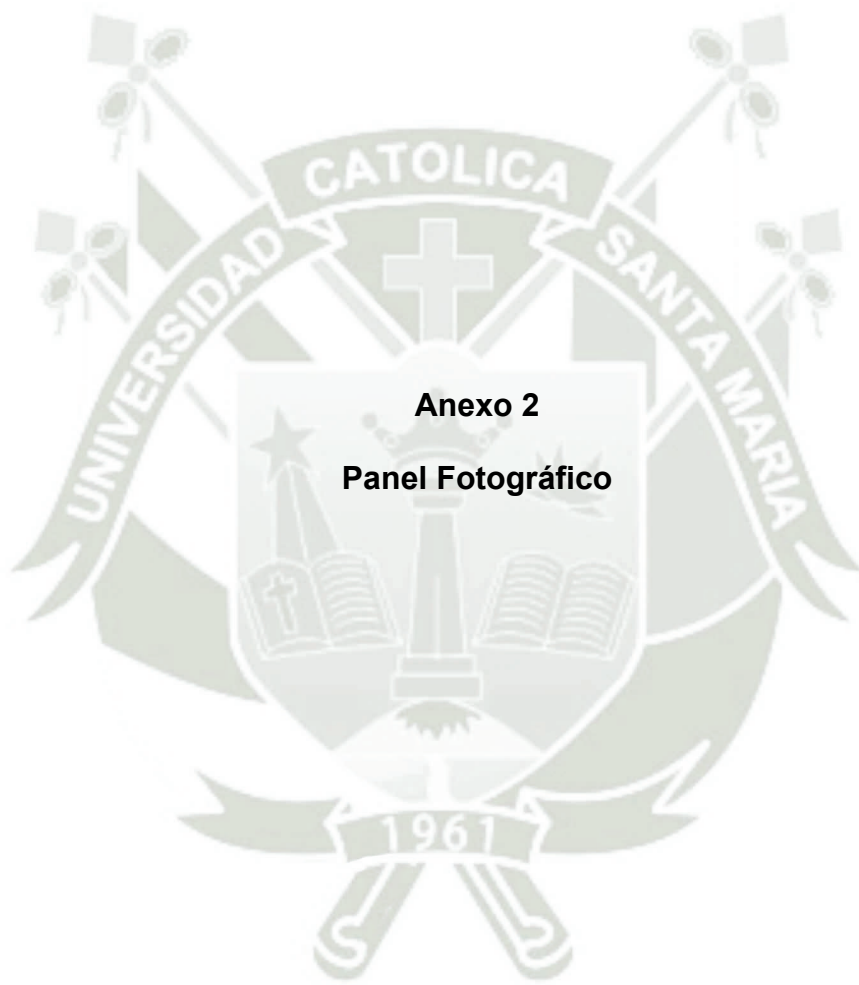 CATOLICA
UNIVERSIDAD
SANTA MARIA
Anexo 2
Panel Fotográfico
1961